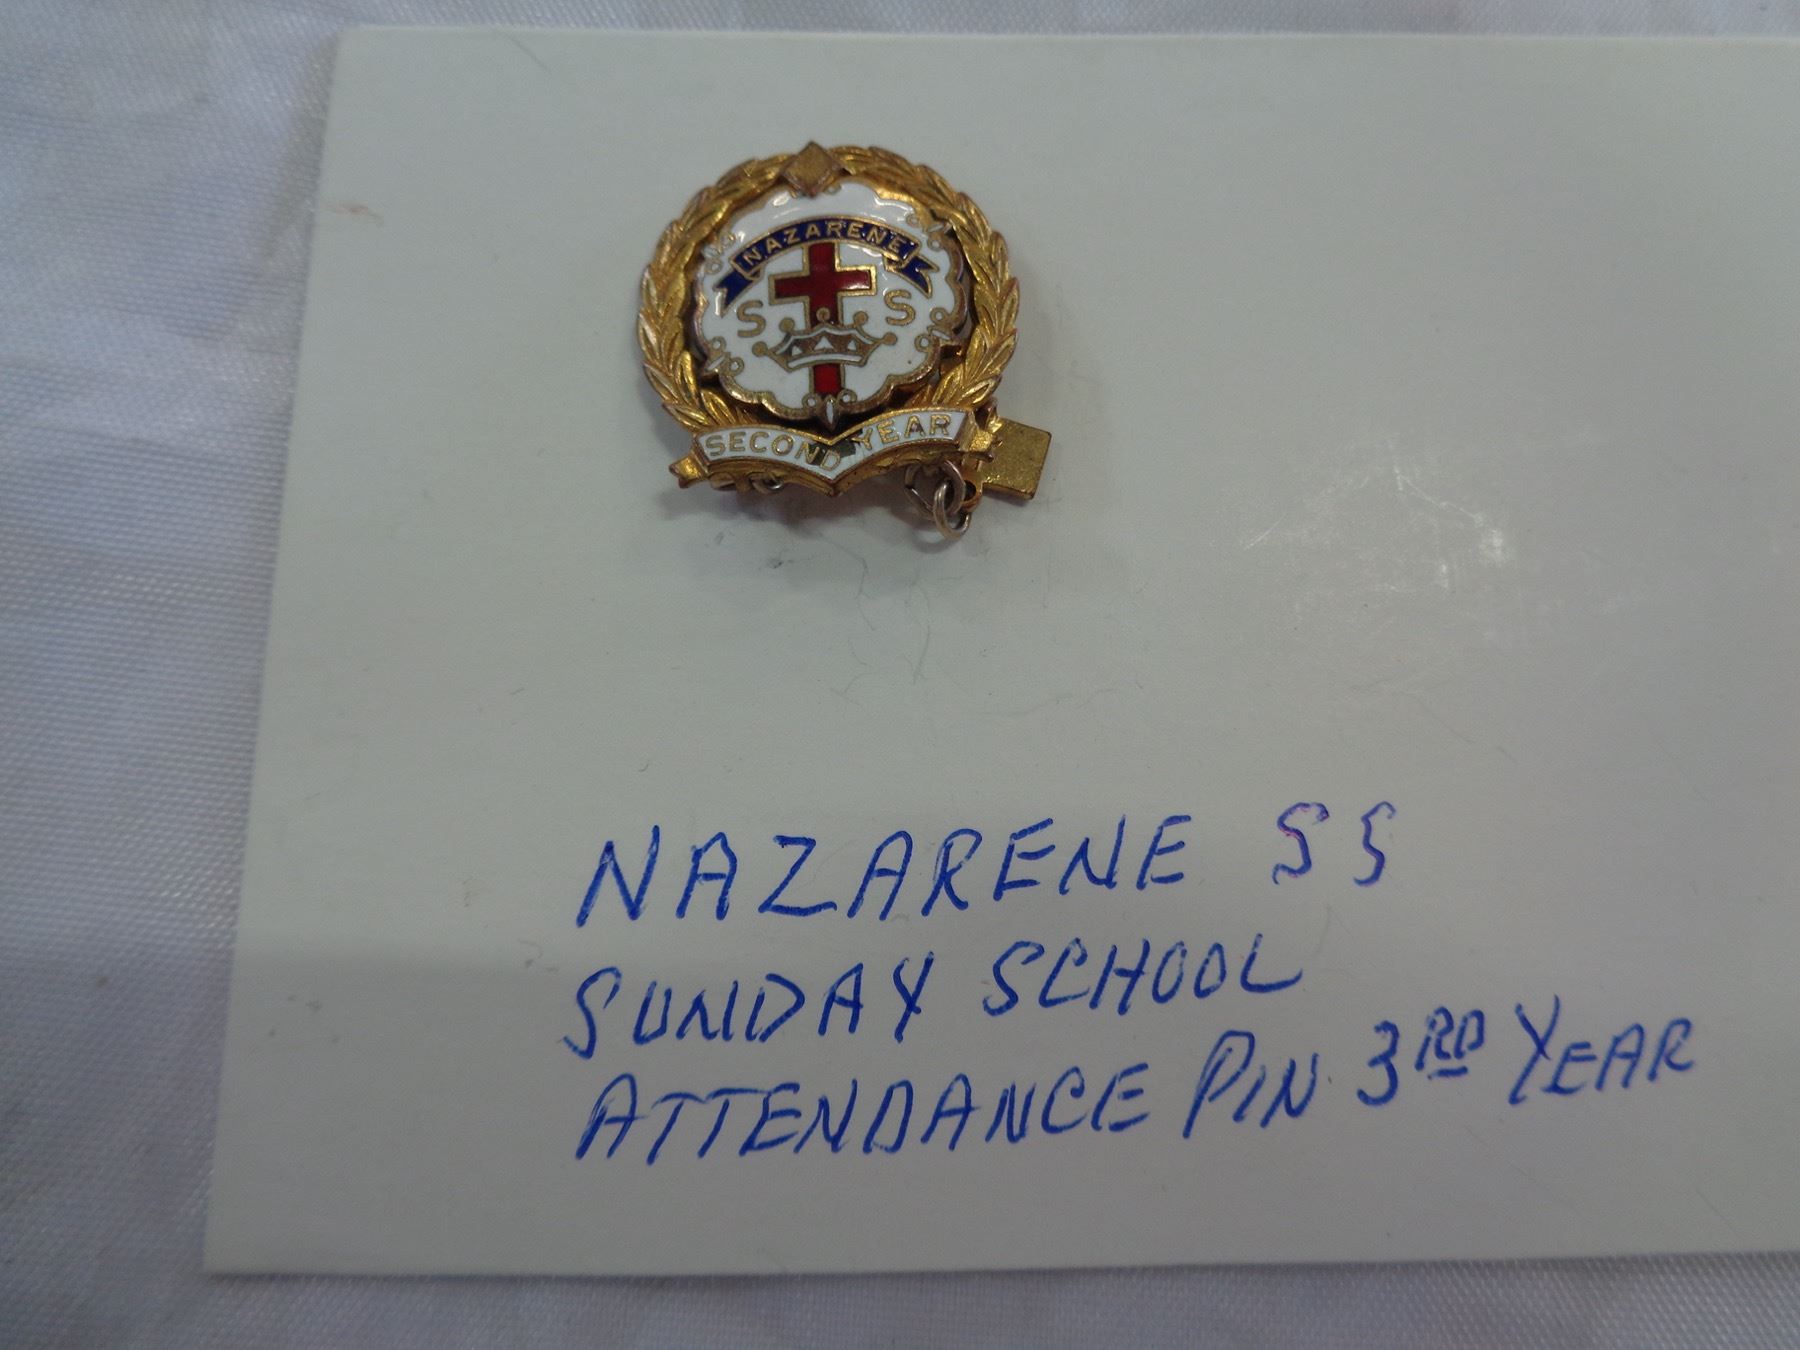 NAZARENE
S S
SECOND YEAR
NAZARENE SS
SUNDAY SCHOOL
ATTENDANCE PIN 3RD YEAR